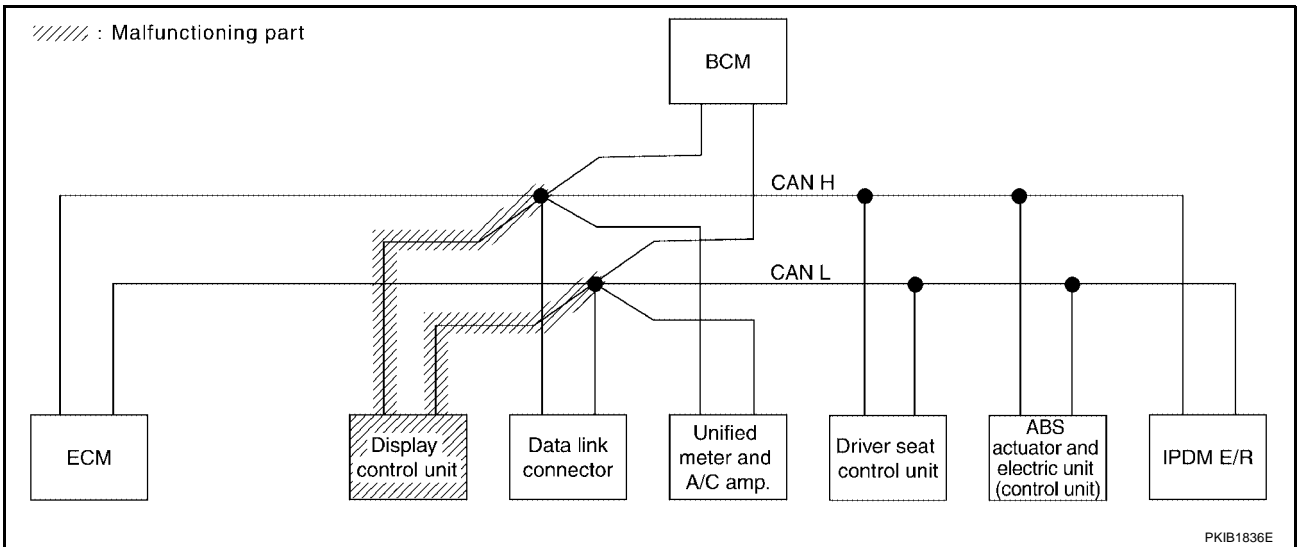 : Malfunctioning part
BCM
CAN H
CAN L
ECM
Display
control unit
Data link
connector
Unified
meter and
A/C amp.
Driver seat
control unit
ABS
actuator and
electric unit
(control unit)
IPDM E/R
PKIB1836E